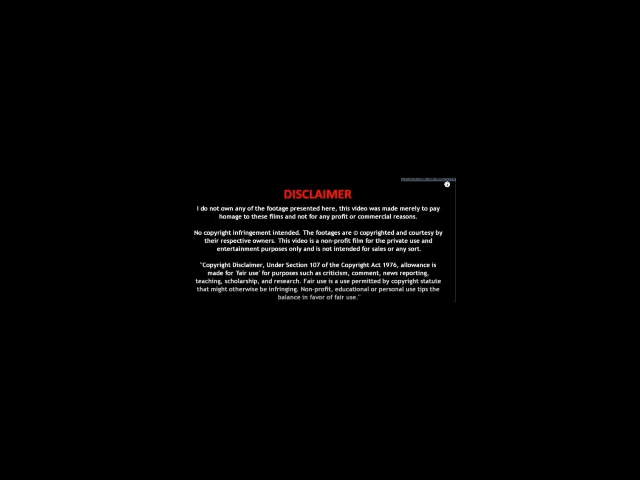 DISCLAIMER
I do not own any of the footage presented here, this video was made merely to pay
homage to these films and not for any profit or commercial reasons.
No copyright infringement intended. The footages are © copyrighted and courtesy by
their respective owners. This video is a non-profit film for the private use and
entertainment purposes only and is not intended for sales or any sort.
"Copyright Disclaimer, Under Section 107 of the Copyright Act 1976, allowance is
made for 'fair use' for purposes such as criticism, comment, news reporting,
teaching, scholarship, and research. Fair use is a use permitted by copyright statute
that might otherwise be infringing. Non-profit, educational or personal use tips the
balance in favor of fair use."